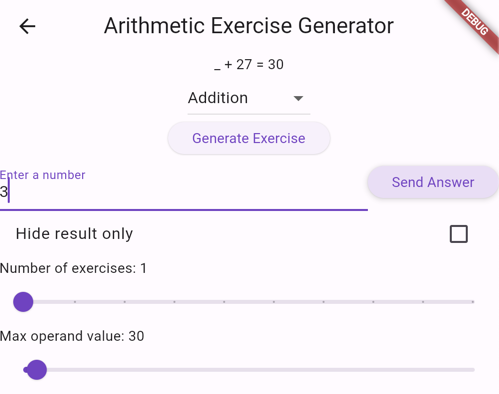 Arithmetic Exercise Generator
DEBUG
_ + 27 = 30
Addition
Generate Exercise
Enter a number
3
Send Answer
Hide result only
Number of exercises: 1
Max operand value: 30